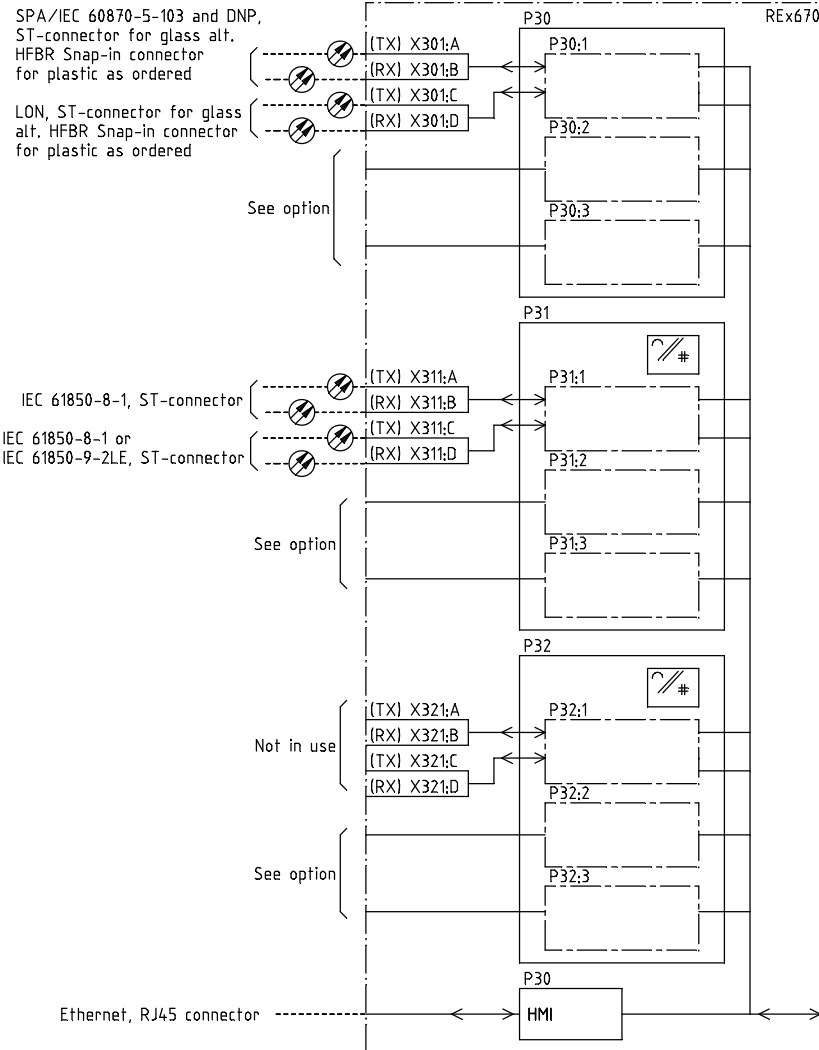 SPA/IEC 60870-5-103 and DNP,
ST-connector for glass alt.
HFBR Snap-in connector
for plastic as ordered
LON, ST-connector for glass
alt. HFBR Snap-in connector
for plastic as ordered
See option
(TX) X301:A
(RX) X301:B
(TX) X301:C
(RX) X301:D
P30
REx670
P30:1
P30:2
P30:3
P31
IEC 61850-8-1, ST-connector
IEC 61850-8-1 or
IEC 61850-9-2LE, ST-connector
See option
(TX) X311:A
(RX) X311:B
(TX) X311:C
(RX) X311:D
#
P31:1
P31:2
P31:3
P32
Not in use
See option
(TX) X321:A
(RX) X321:B
(TX) X321:C
(RX) X321:D
#
P32:1
P32:2
P32:3
P30
Ethernet, RJ45 connector
HMI